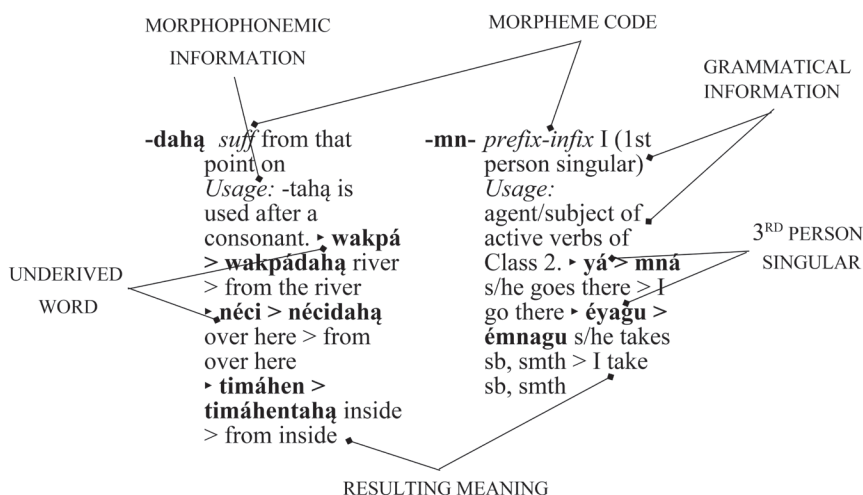 MORPHOPHONEMIC
INFORMATION
MORPHEME CODE
GRAMMATICAL
INFORMATION
-dahą suff from that
point on
Usage: -tahą is
used after a
consonant. ‣ wakpá
> wakpádahą river
> from the river
‣ néci > nécidahą
over here > from
over here
‣ timáhen >
timáhentahą inside
> from inside
-mn- prefix-infix I (1st
person singular)
Usage:
agent/subject of
active verbs of
Class 2. ‣ yá > mná
s/he goes there > I
go there ‣ éyagu >
émnagu s/he takes
sb, smth > I take
sb, smth
UNDERIVED
WORD
3RD PERSON
SINGULAR
RESULTING MEANING